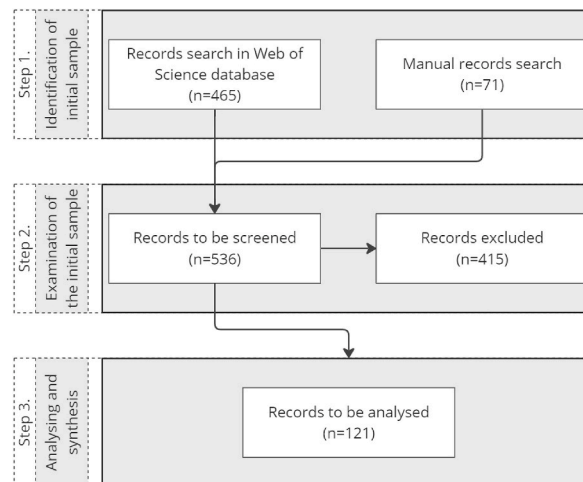 Step 1.
Identification of
initial sample
Records search in Web of
Science database
(n=465)
Manual records search
(n=71)
Step 2.
Examination of
the initial sample
Records to be screened
(n=536)
Records excluded
(n=415)
Step 3.
Analysing and
synthesis
Records to be analysed
(n=121)